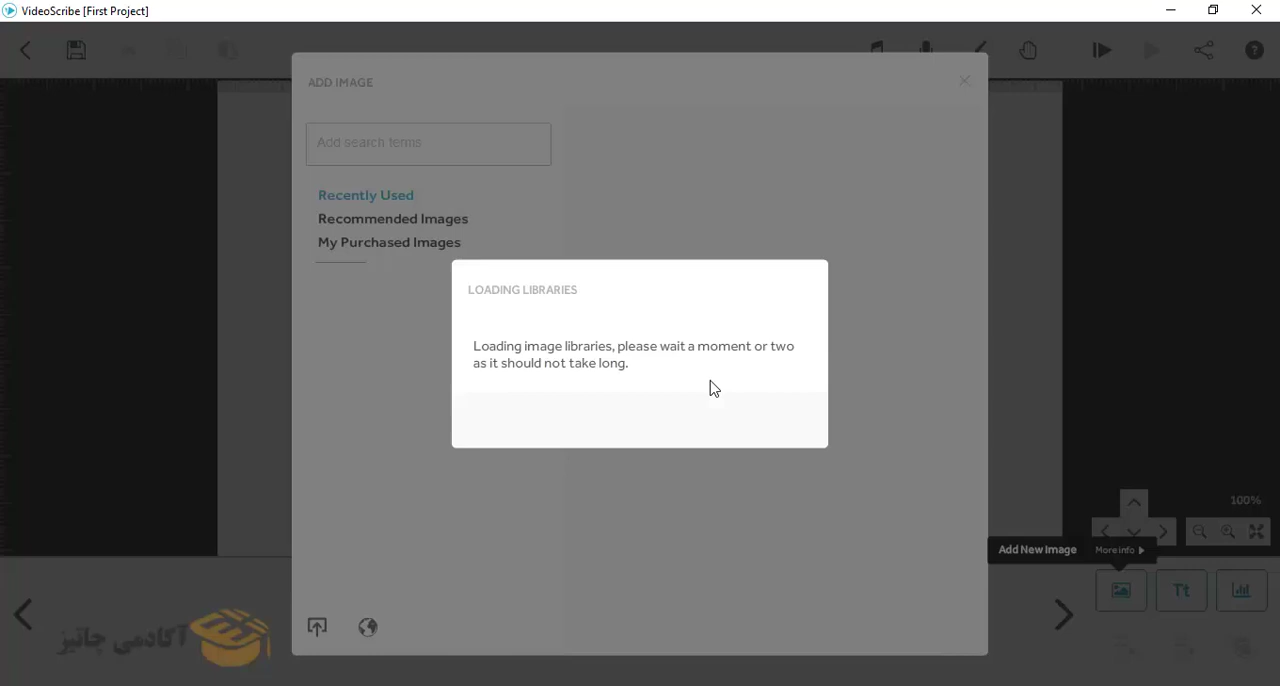 VideoScribe [First Project]
ADD IMAGE
Add search terms
Recently Used
Recommended Images
My Purchased Images
LOADING LIBRARIES
Loading image libraries, please wait a moment or two
as it should not take long.
100%
Add New Image More info
Tt
آکادمی چاتیز